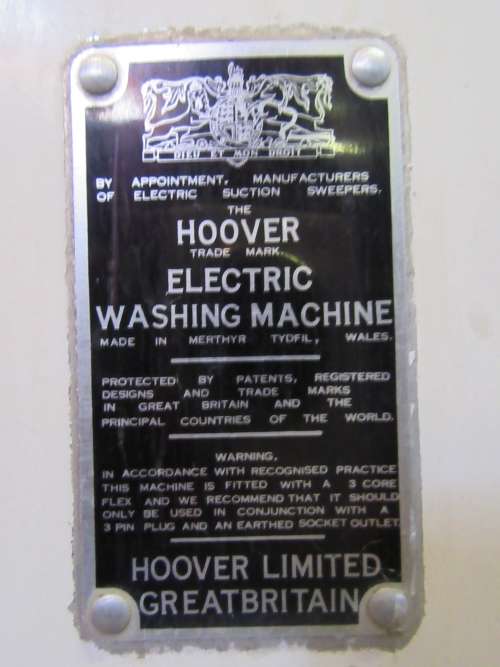 DIEU ET MON DROIT
BY APPOINTMENT, MANUFACTURERS
OF ELECTRIC SUCTION SWEEPERS.
THE
HOOVER
TRADE MARK.
ELECTRIC
WASHING MACHINE
MADE IN MERTHYR TYDFIL, WALES.
PROTECTED BY PATENTS, REGISTERED
DESIGNS AND TRADE MARKS
IN GREAT BRITAIN AND THE
PRINCIPAL COUNTRIES OF THE WORLD.
WARNING.
IN ACCORDANCE WITH RECOGNISED PRACTICE
THIS MACHINE IS FITTED WITH A 3 CORE
FLEX AND WE RECOMMEND THAT IT SHOULD
ONLY BE USED IN CONJUNCTION WITH A
3 PIN PLUG AND AN EARTHED SOCKET OUTLET.
HOOVER LIMITED
GREAT BRITAIN